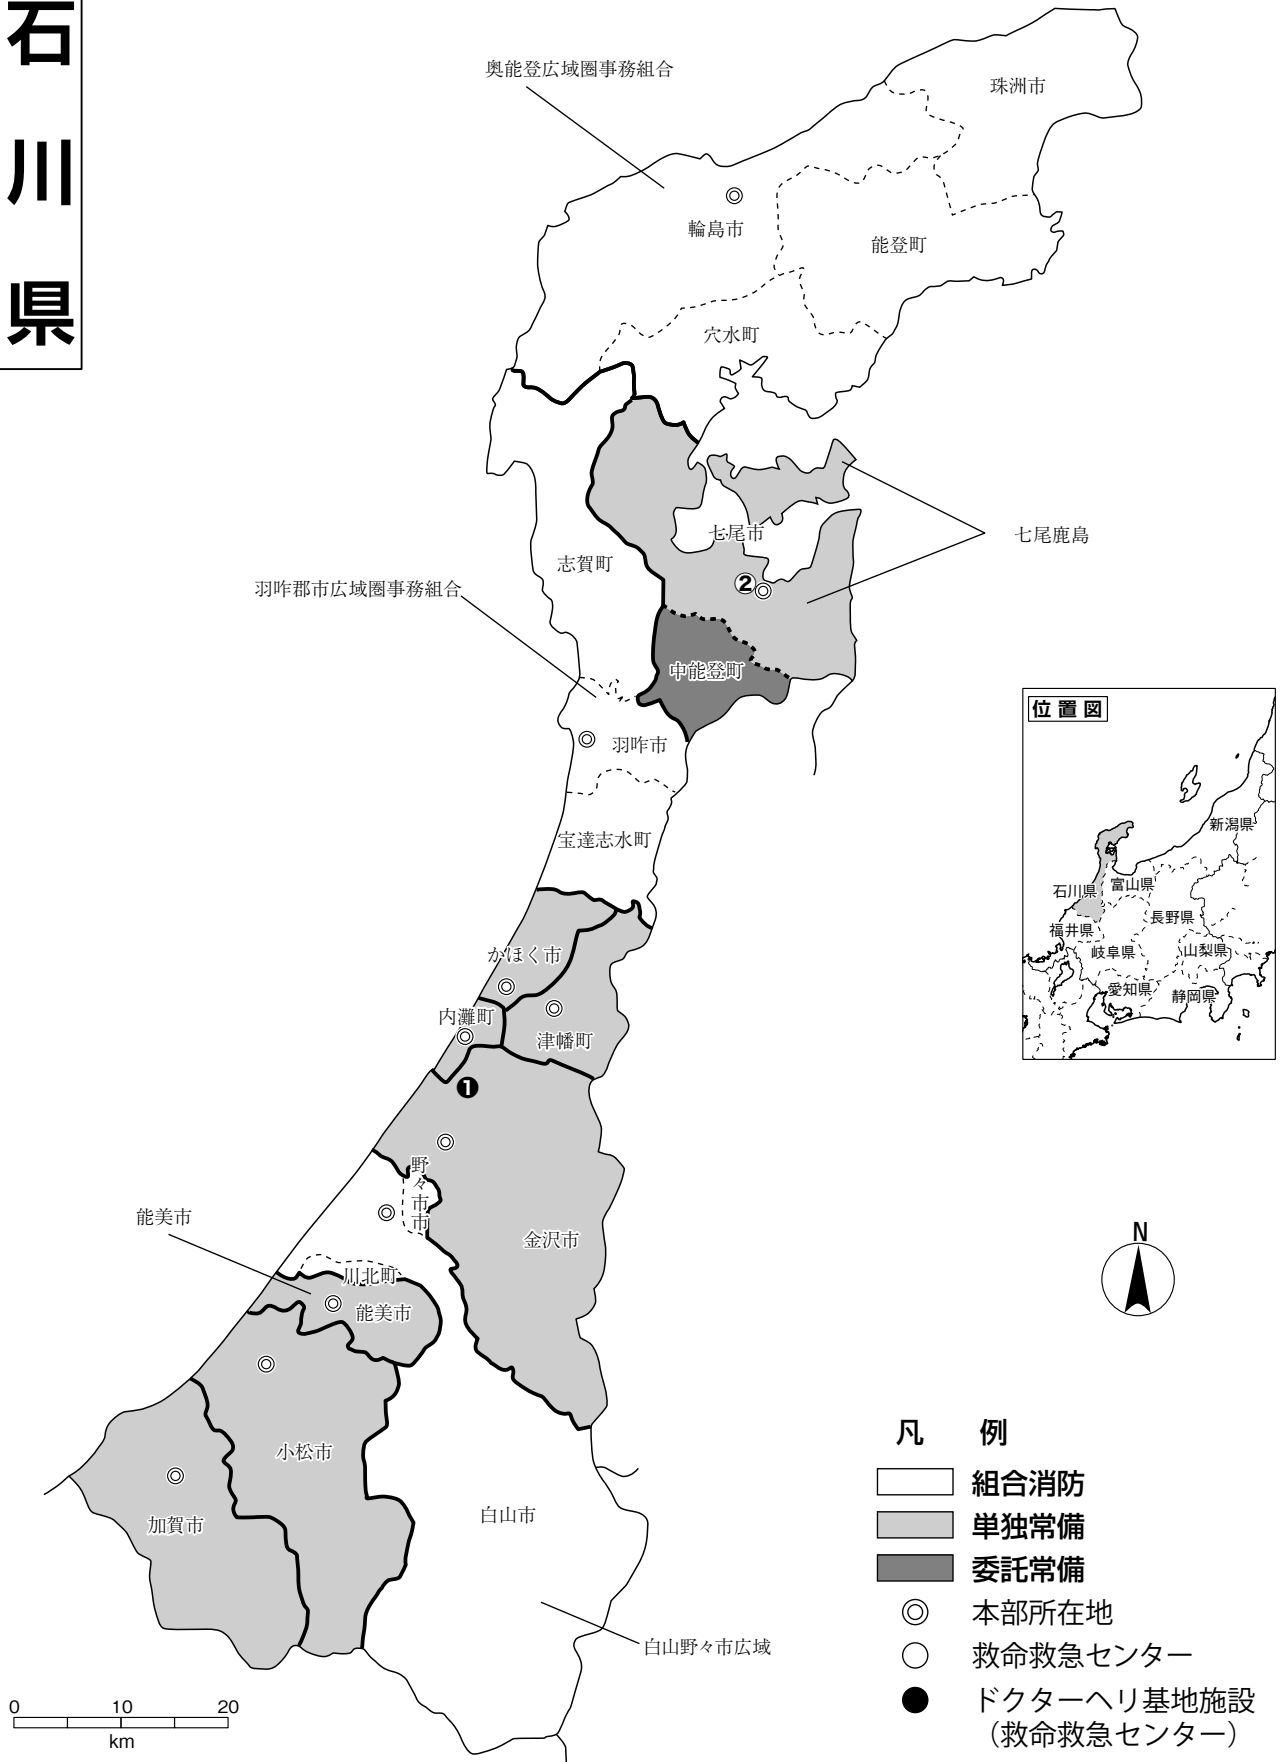 石川県
奥能登広域圏事務組合
珠洲市
輪島市
能登町
穴水町
七尾市
七尾鹿島
志賀町
②
羽咋郡市広域圏事務組合
中能登町
羽咋市
宝達志水町
かほく市
内灘町
津幡町
❶
野々市市
能美市
金沢市
川北町
能美市
小松市
加賀市
白山市
白山野々市広域
位置図
新潟県
石川県
富山県
長野県
福井県
岐阜県
山梨県
愛知県
静岡県
N
凡 例
組合消防
単独常備
委託常備
本部所在地
救命救急センター
ドクターヘリ基地施設
（救命救急センター）
0 10 20
km